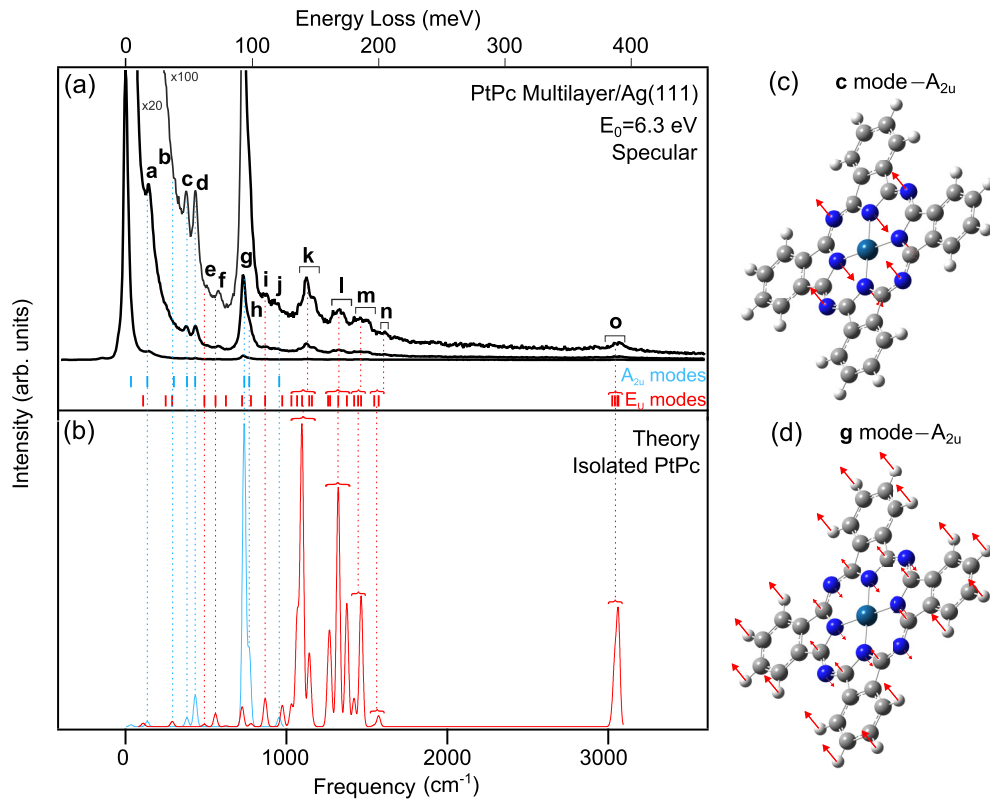 Energy Loss (meV)
0 100 200 300 400
(a)
x100
x20
PtPc Multilayer/Ag(111)
E₀=6.3 eV
Specular
a b c d e f g h i j k l m n o
A₂ᵤ modes
E_U modes
Intensity (arb. units)
(b)
Theory
Isolated PtPc
0 1000 2000 3000
Frequency (cm⁻¹)
(c) c mode–A₂ᵤ
(d) g mode–A₂ᵤ